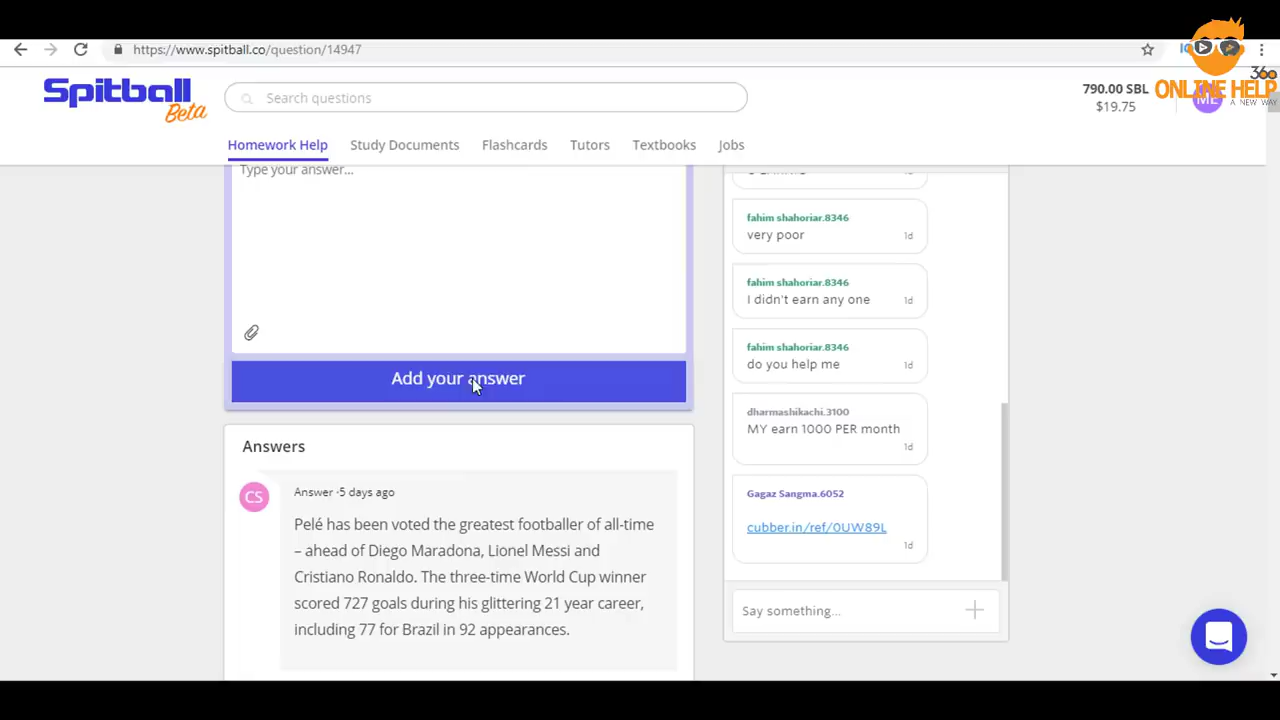 https://www.spitball.co/question/14947
360
ONLINE HELP
A NEW WAY
Spitball
Beta
Search questions
790.00 SBL
$19.75
ME
Homework Help Study Documents Flashcards Tutors Textbooks Jobs
Type your answer...
Add your answer
Answers
CS
Answer ·5 days ago
Pelé has been voted the greatest footballer of all-time
– ahead of Diego Maradona, Lionel Messi and
Cristiano Ronaldo. The three-time World Cup winner
scored 727 goals during his glittering 21 year career,
including 77 for Brazil in 92 appearances.
fahim shahoriar.8346
very poor
1d
fahim shahoriar.8346
I didn't earn any one
1d
fahim shahoriar.8346
do you help me
1d
dharmashikachi.3100
MY earn 1000 PER month
1d
Gagaz Sangma.6052
cubber.in/ref/0UW89L
1d
Say something...